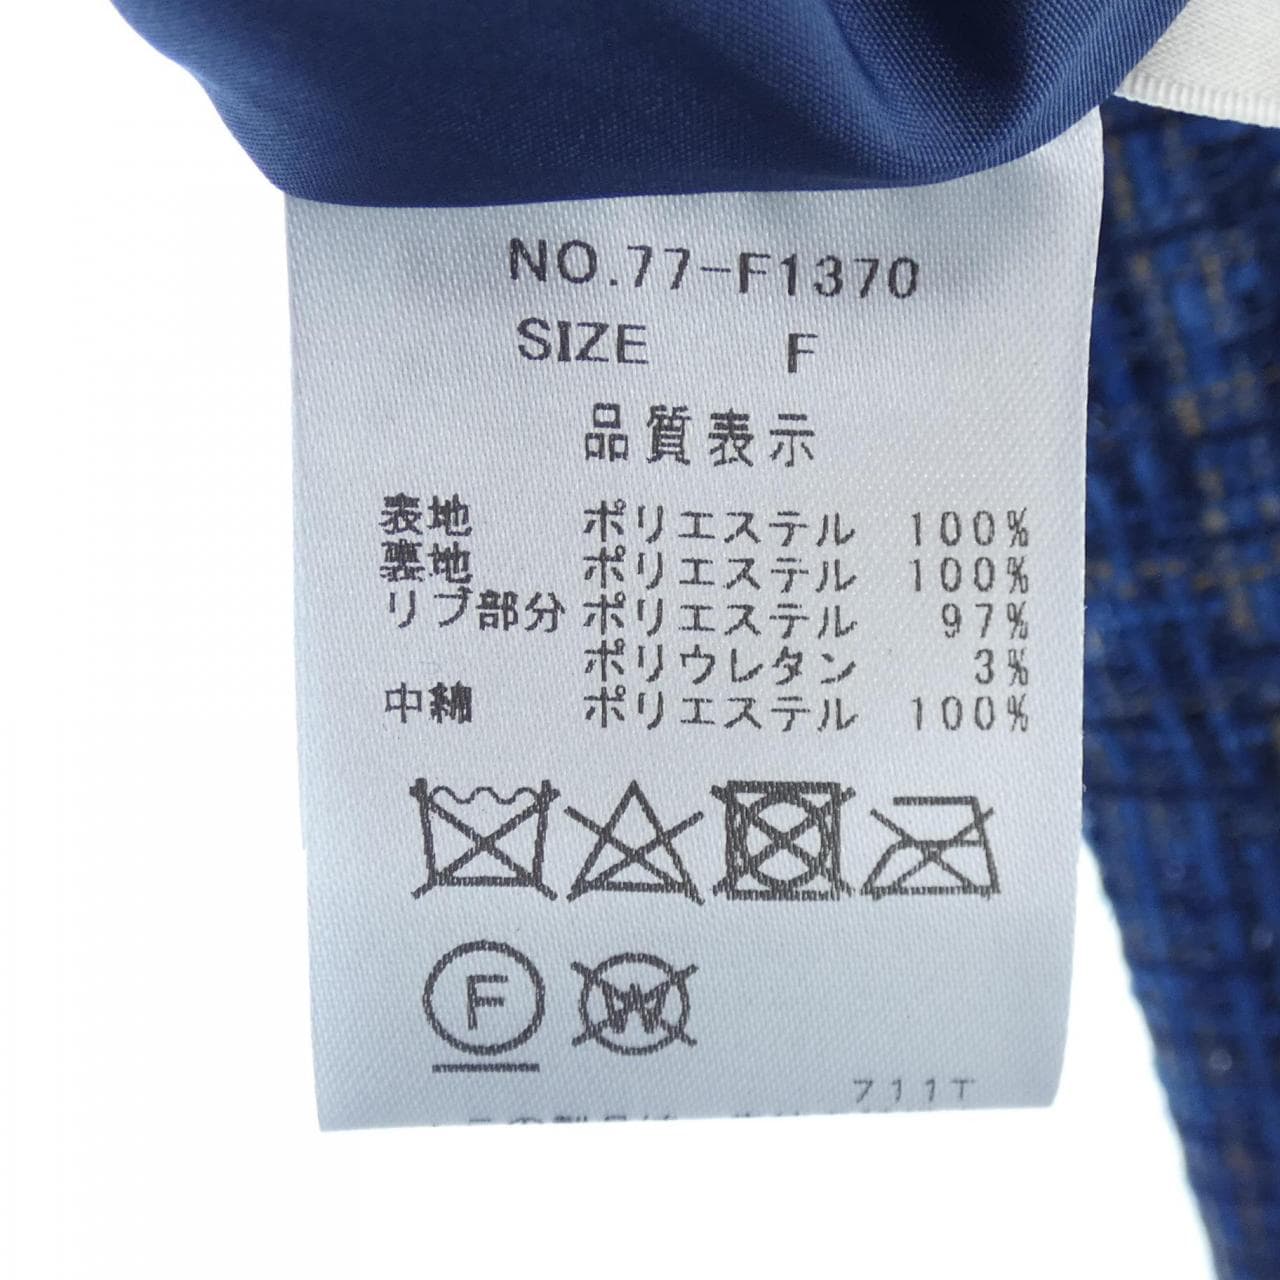 NO.77-F1370
SIZE F
品質表示
表地 ポリエステル 100%
裏地 ポリエステル 100%
リブ部分 ポリエステル 97%
ポリウレタン 3%
中綿 ポリエステル 100%
F W
711T